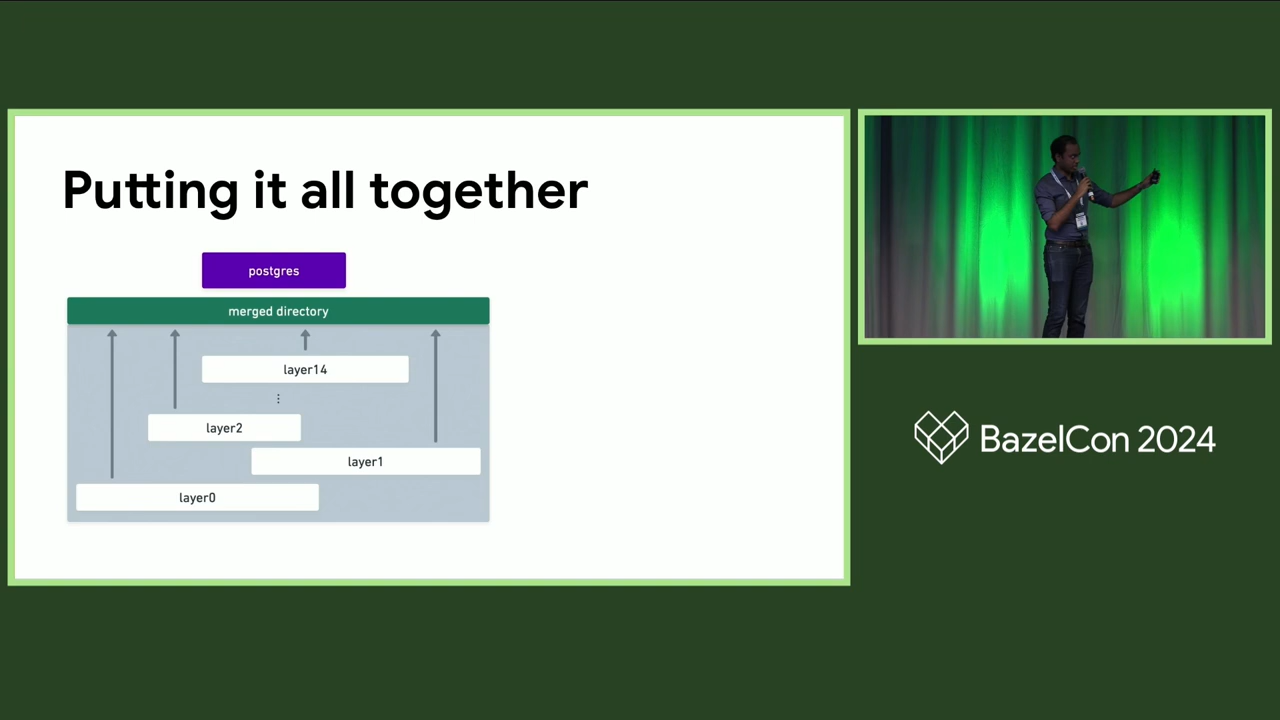 Putting it all together
postgres
merged directory
layer14
⋮
layer2
layer1
layer0
BazelCon 2024